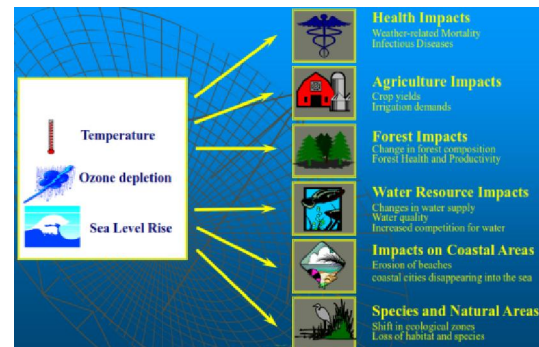 Temperature
Ozone depletion
Sea Level Rise
Health Impacts
Weather-related Mortality
Infectious Diseases
Agriculture Impacts
Crop yields
Irrigation demands
Forest Impacts
Change in forest composition
Forest Health and Productivity
Water Resource Impacts
Changes in water supply
Water quality
Increased competition for water
Impacts on Coastal Areas
Erosion of beaches
coastal cities disappearing into the sea
Species and Natural Areas
Shift in ecological zones
Loss of habitat and species